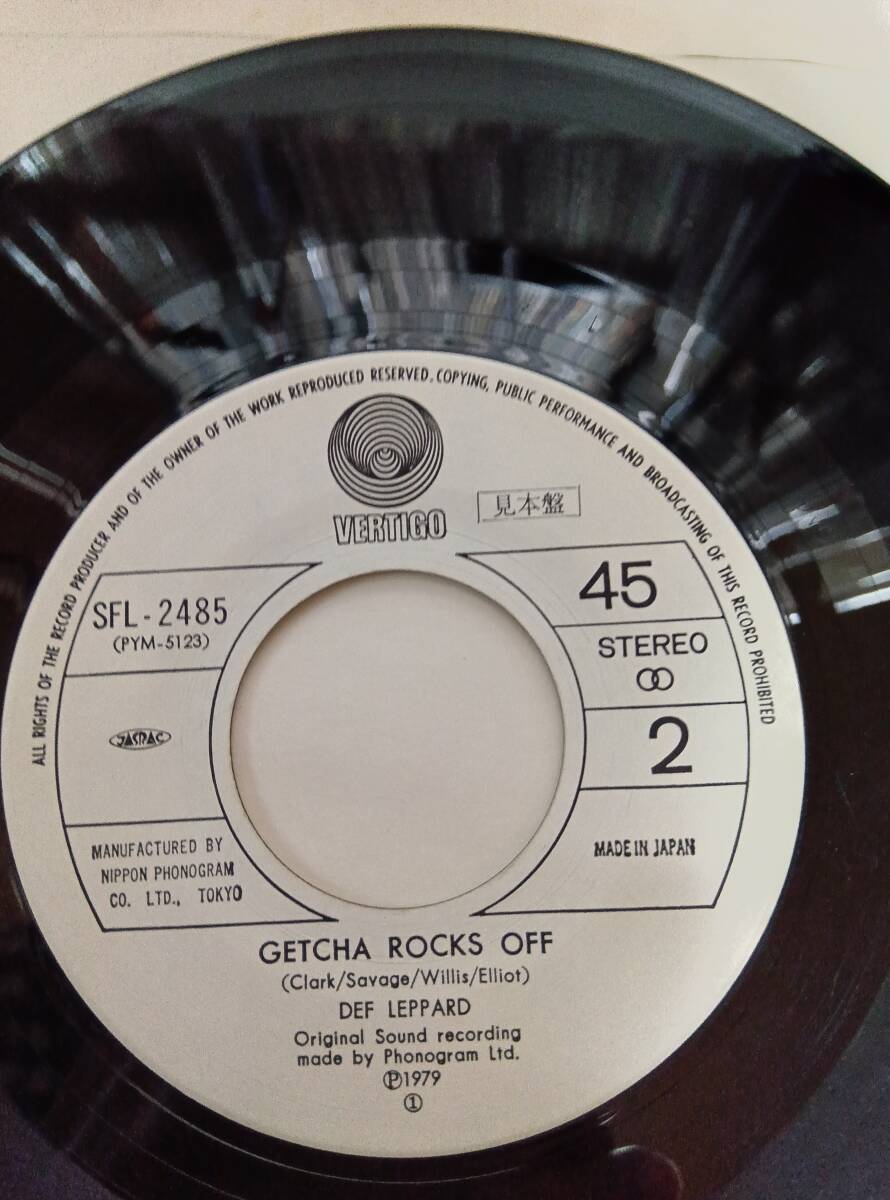 ALL RIGHTS OF THE RECORD PRODUCER AND OF THE OWNER OF THE WORK REPRODUCED RESERVED. COPYING, PUBLIC PERFORMANCE AND BROADCASTING OF THIS RECORD PROHIBITED
VERTIGO
見本盤
SFL-2485
(PYM-5123)
45
STEREO
2
JASRAC
MANUFACTURED BY
NIPPON PHONOGRAM
CO. LTD., TOKYO
MADE IN JAPAN
GETCHA ROCKS OFF
(Clark/Savage/Willis/Elliot)
DEF LEPPARD
Original Sound recording
made by Phonogram Ltd.
Ⓟ1979
①